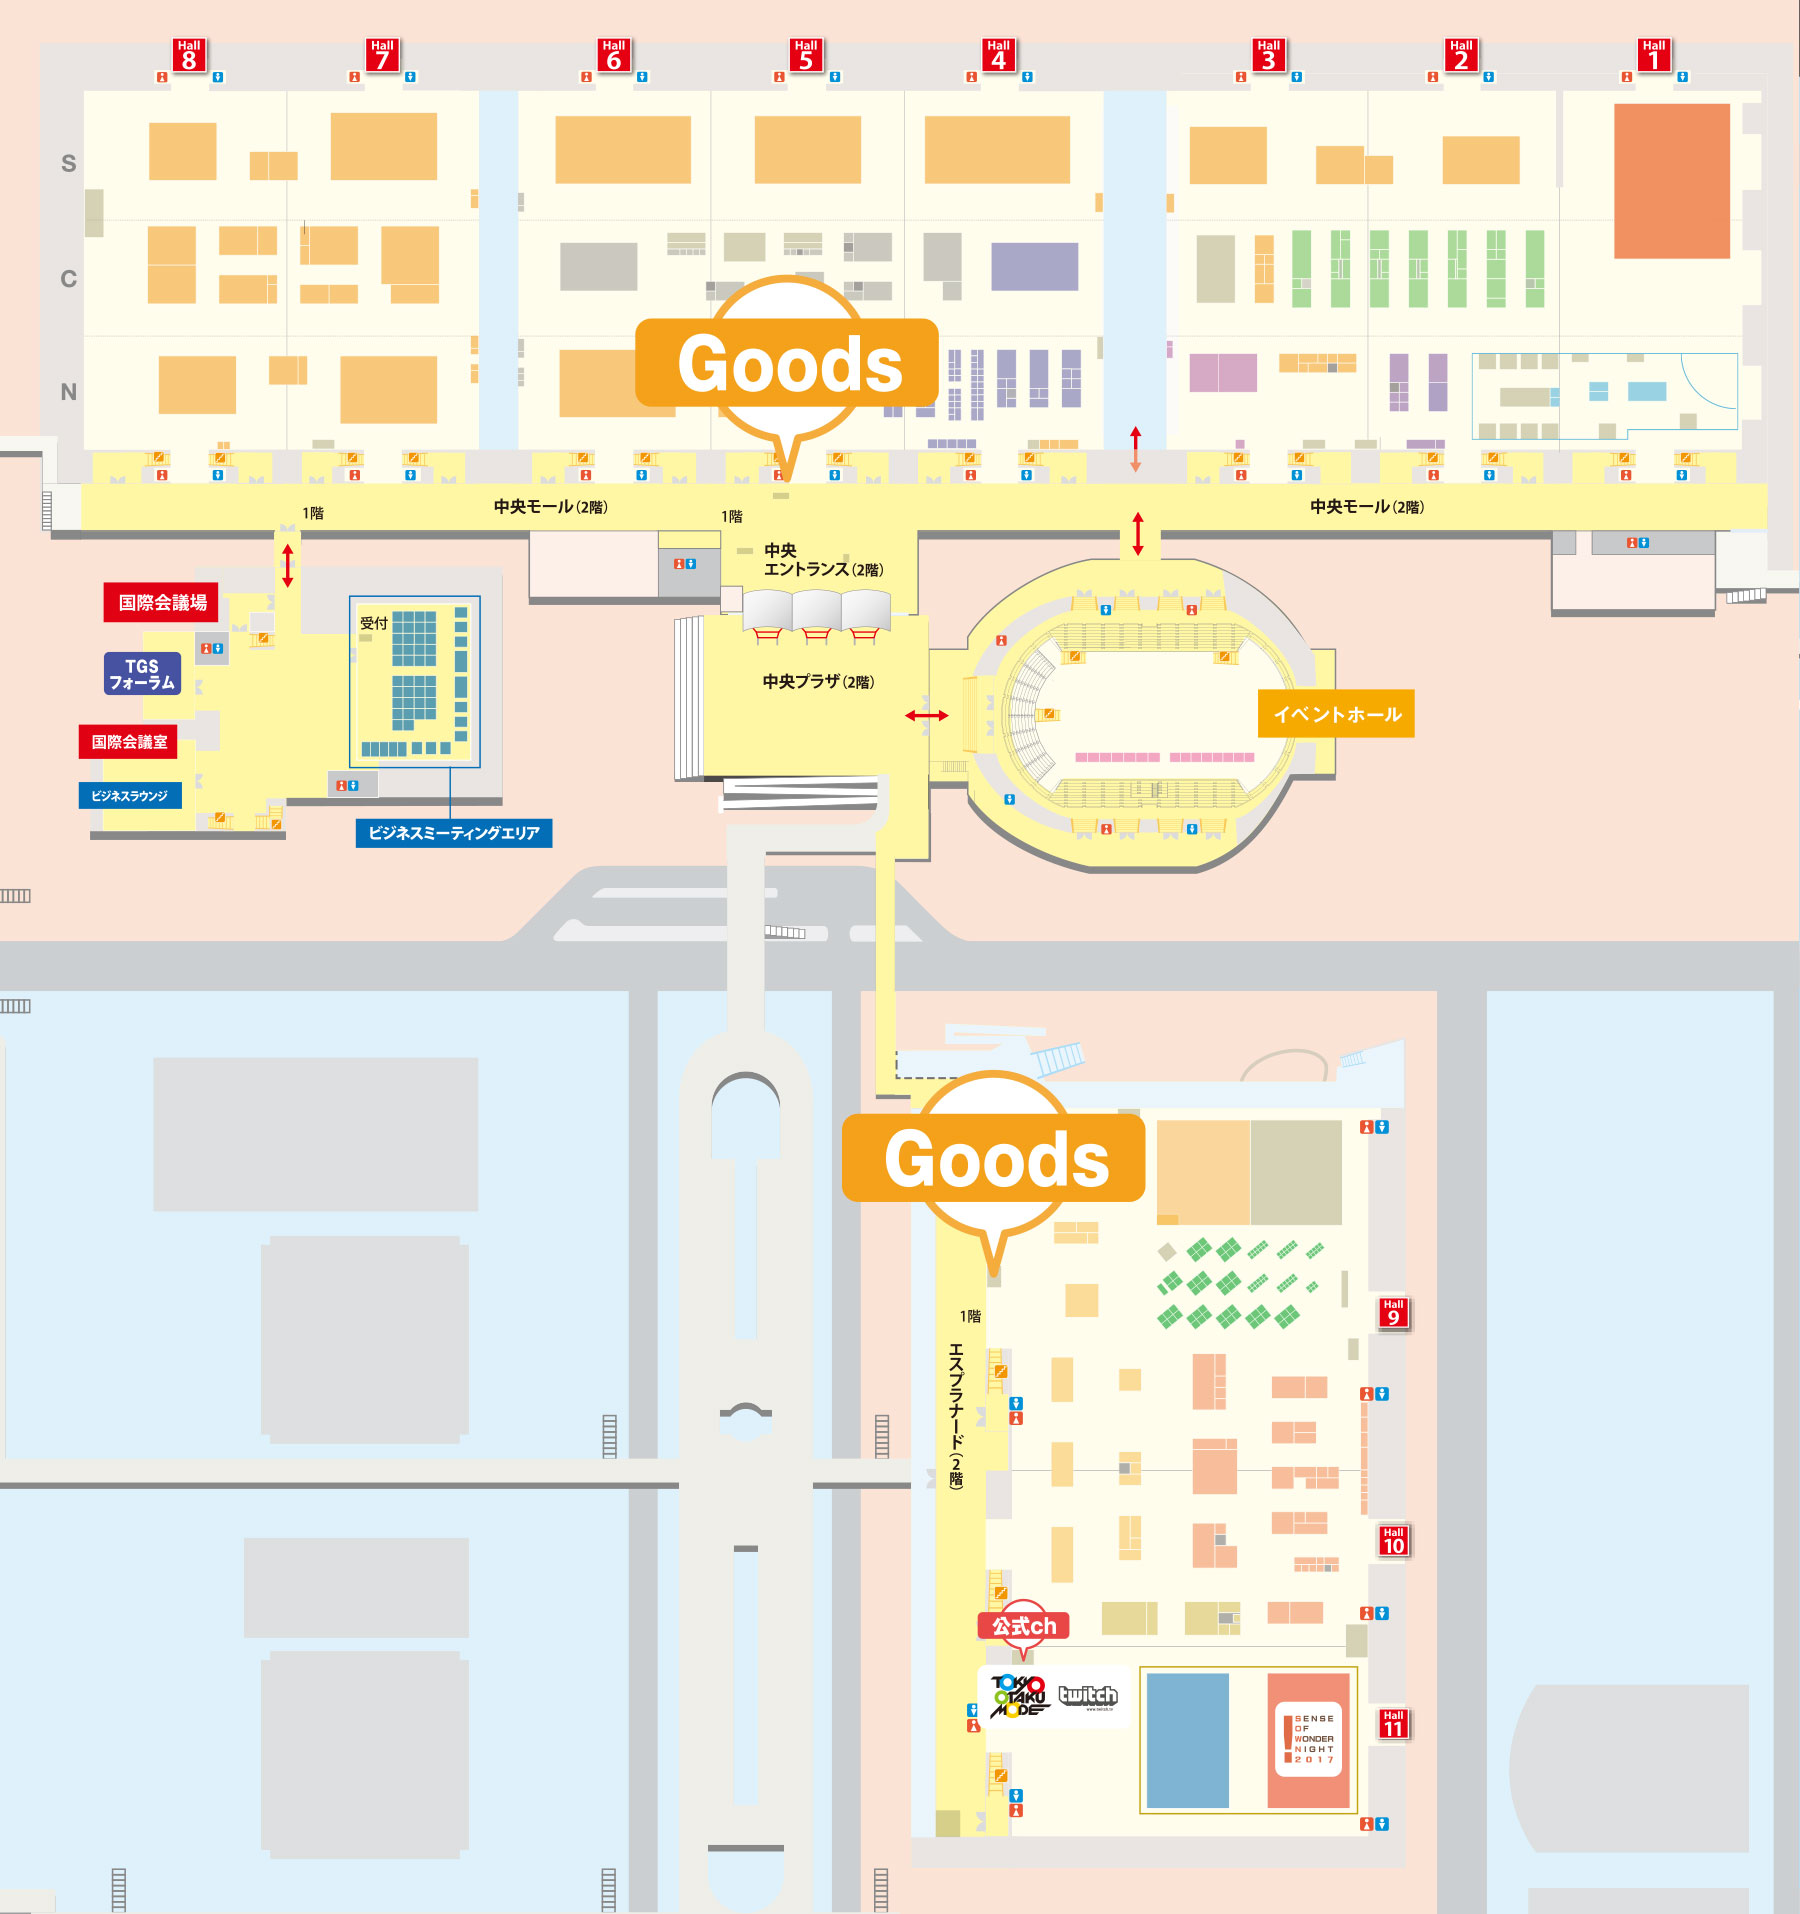 Hall 8
Hall 7
Hall 6
Hall 5
Hall 4
Hall 3
Hall 2
Hall 1
S
C
N
Goods
1階
中央モール(2階)
1階
中央モール(2階)
中央
エントランス(2階)
国際会議場
受付
TGS
フォーラム
中央プラザ(2階)
イベントホール
国際会議室
ビジネスラウンジ
ビジネスミーティングエリア
Goods
1階
エスプラナード(2階)
Hall 9
Hall 10
公式ch
TOKYO
OTAKU
MODE
twitch
www.twitch.tv
Hall 11
SENSE
OF
WONDER
NIGHT
2017